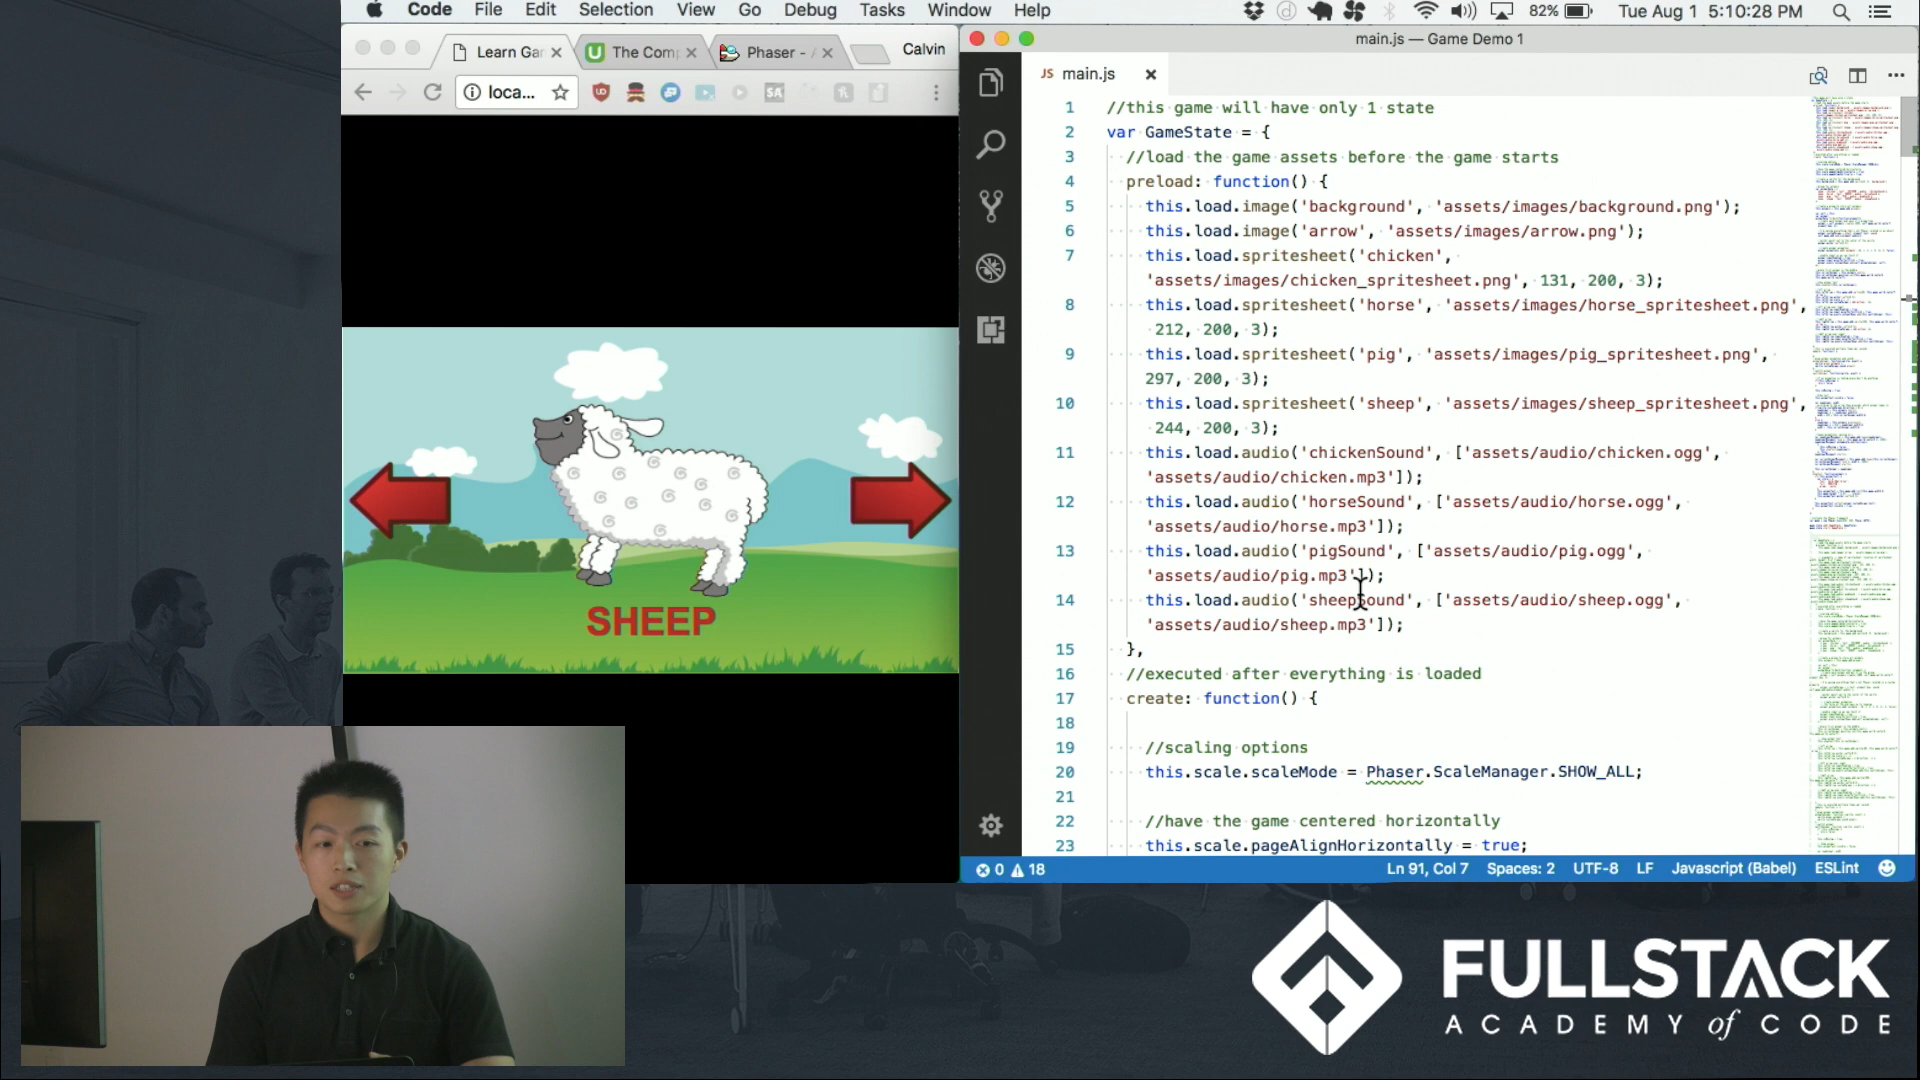 Code File Edit Selection View Go Debug Tasks Window Help 82% Tue Aug 1 5:10:28 PM
Learn Gar The Comp Phaser - Calvin
loca...
SHEEP
main.js — Game Demo 1
JS main.js
1 //this game will have only 1 state
2 var GameState = {
3 //load the game assets before the game starts
4 preload: function() {
5 this.load.image('background', 'assets/images/background.png');
6 this.load.image('arrow', 'assets/images/arrow.png');
7 this.load.spritesheet('chicken',
'assets/images/chicken_spritesheet.png', 131, 200, 3);
8 this.load.spritesheet('horse', 'assets/images/horse_spritesheet.png',
212, 200, 3);
9 this.load.spritesheet('pig', 'assets/images/pig_spritesheet.png',
297, 200, 3);
10 this.load.spritesheet('sheep', 'assets/images/sheep_spritesheet.png',
244, 200, 3);
11 this.load.audio('chickenSound', ['assets/audio/chicken.ogg',
'assets/audio/chicken.mp3']);
12 this.load.audio('horseSound', ['assets/audio/horse.ogg',
'assets/audio/horse.mp3']);
13 this.load.audio('pigSound', ['assets/audio/pig.ogg',
'assets/audio/pig.mp3']);
14 this.load.audio('sheepSound', ['assets/audio/sheep.ogg',
'assets/audio/sheep.mp3']);
15 },
16 //executed after everything is loaded
17 create: function() {
18
19 //scaling options
20 this.scale.scaleMode = Phaser.ScaleManager.SHOW_ALL;
21
22 //have the game centered horizontally
23 this.scale.pageAlignHorizontally = true;
0 18 Ln 91, Col 7 Spaces: 2 UTF-8 LF Javascript (Babel) ESLint
FULLSTACK
ACADEMY of CODE